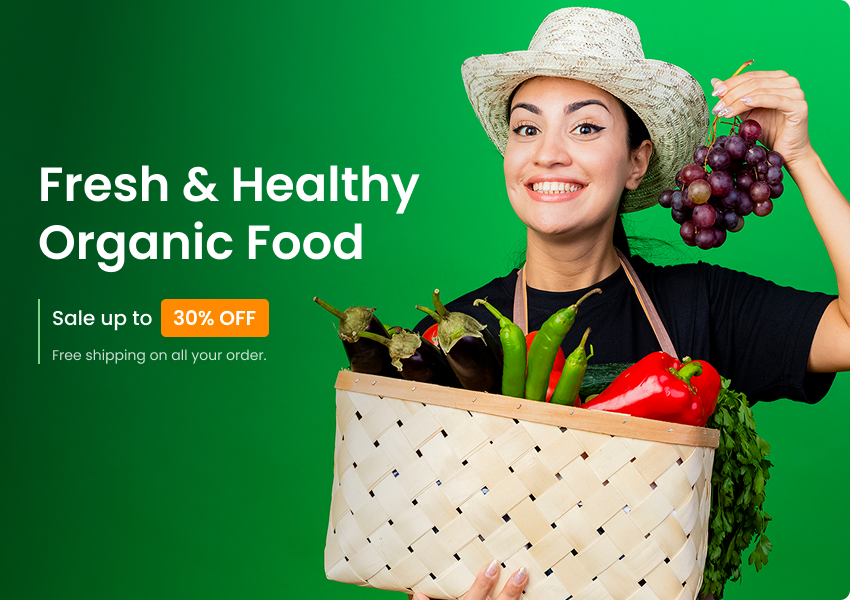 Fresh & Healthy
Organic Food
Sale up to 30% OFF
Free shipping on all your order.